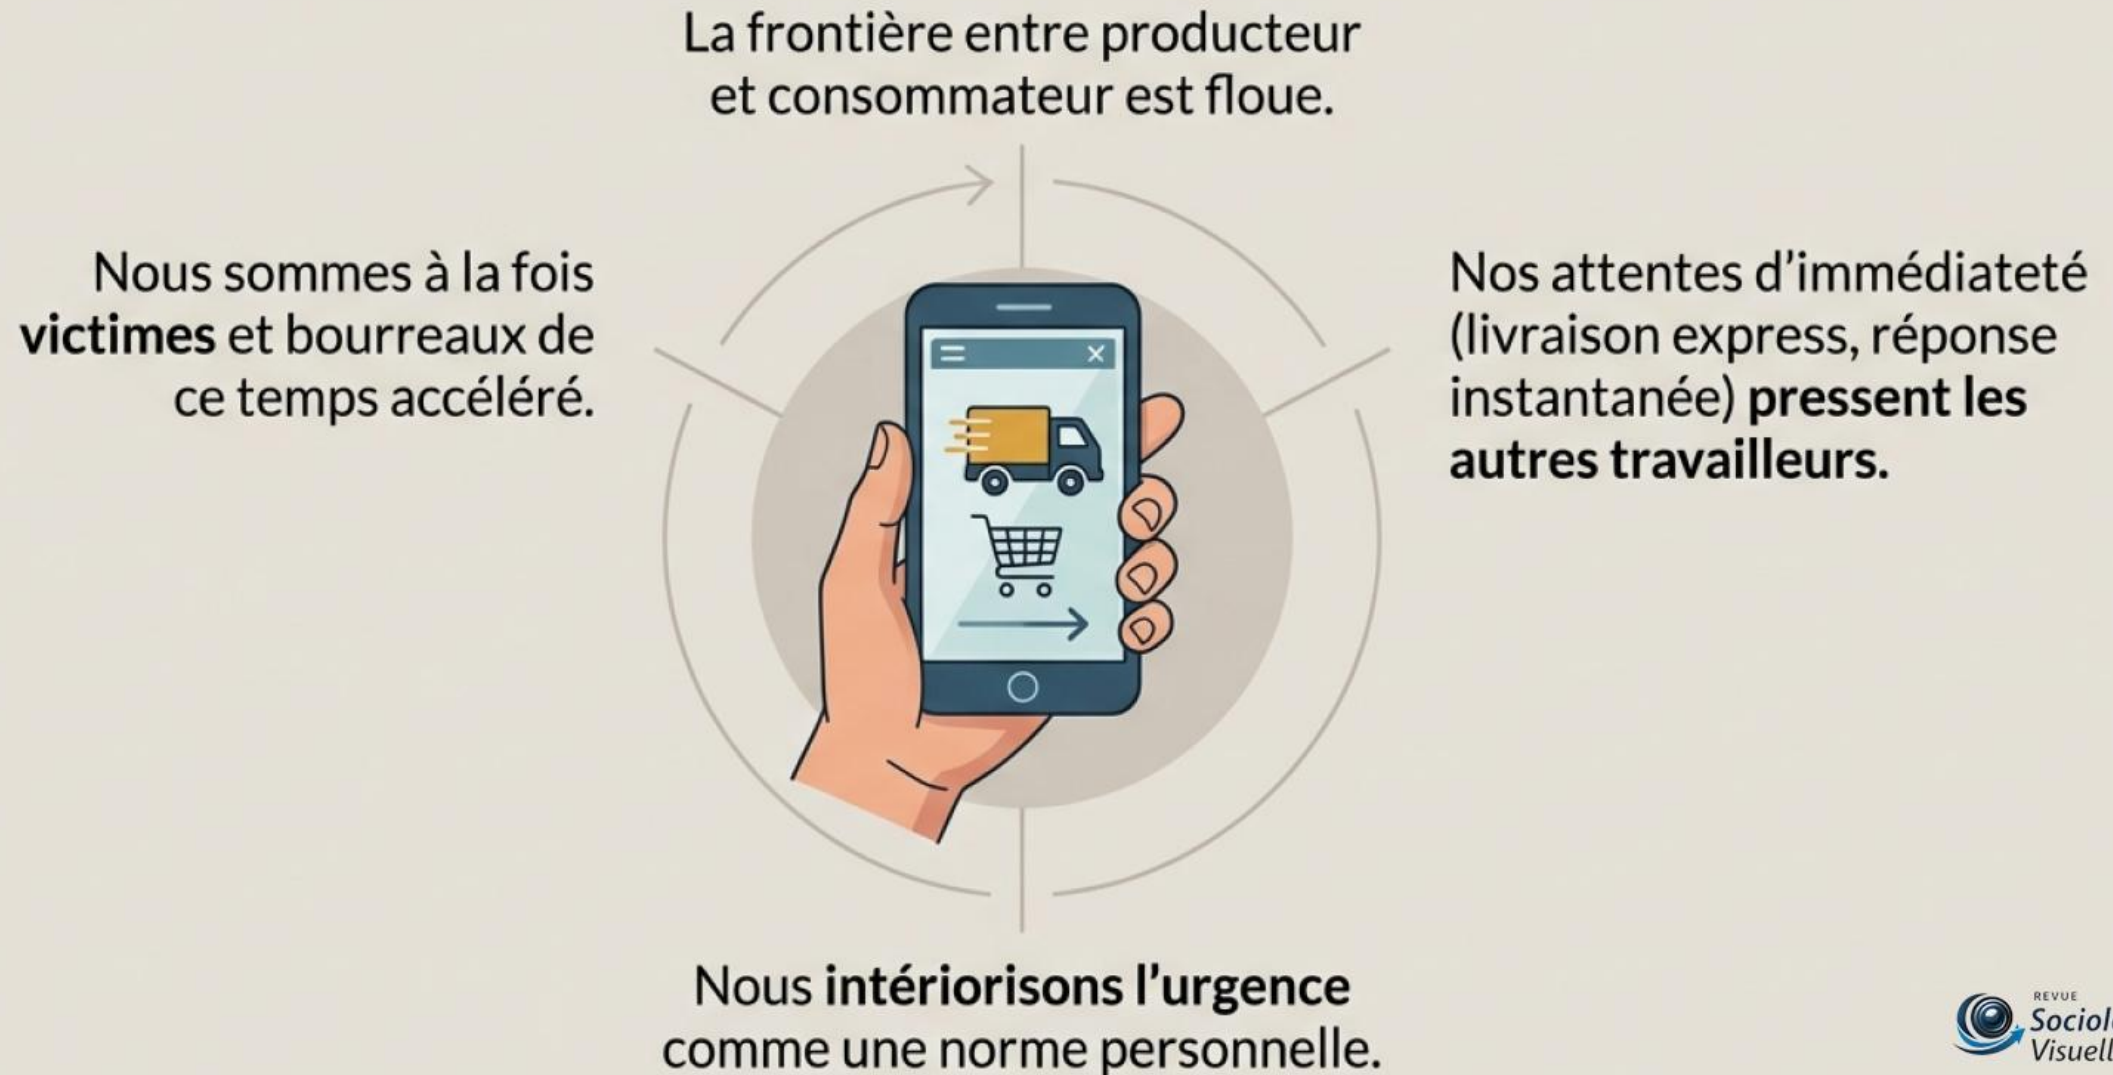 La frontière entre producteur
et consommateur est floue.
Nous sommes à la fois
victimes et bourreaux de
ce temps accéléré.
Nos attentes d'immédiateté
(livraison express, réponse
instantanée) pressent les
autres travailleurs.
Nous intériorisons l'urgence
comme une norme personnelle.
REVUE